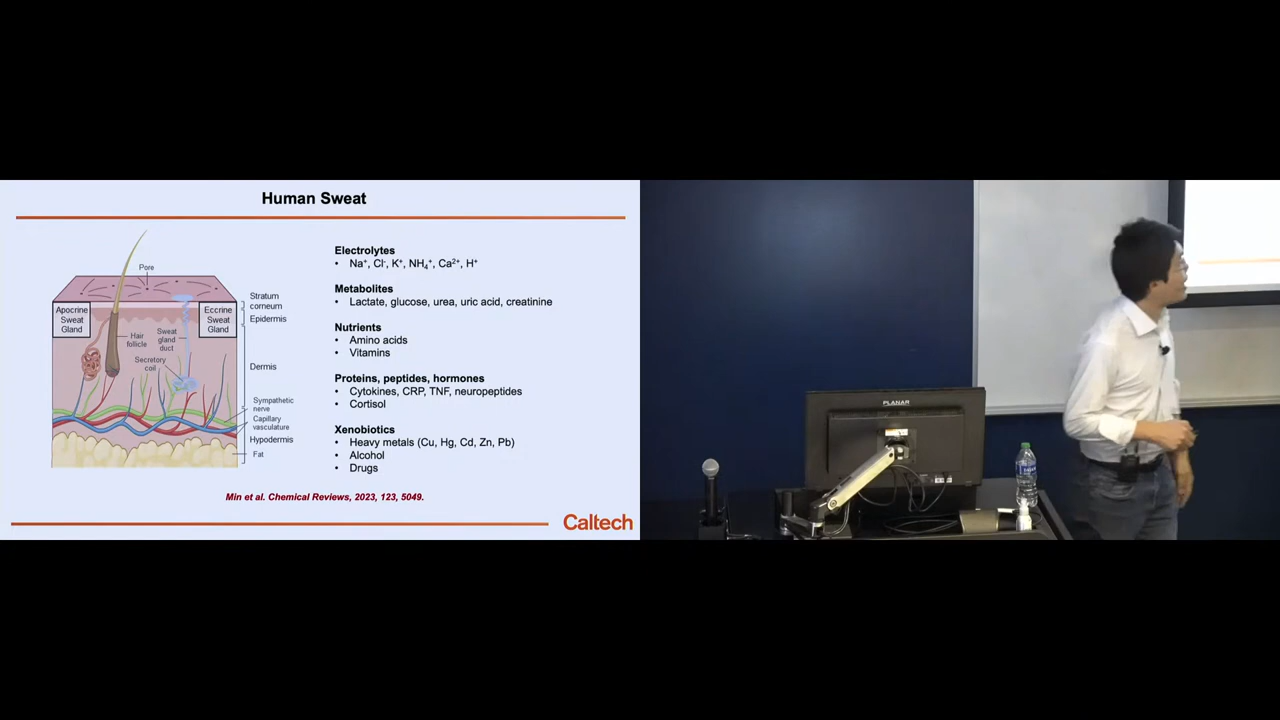 Human Sweat
Pore
Apocrine
Sweat
Gland
Hair
follicle
Sweat
gland
duct
Secretory
coil
Eccrine
Sweat
Gland
Stratum
corneum
Epidermis
Dermis
Sympathetic
nerve
Capillary
vasculature
Hypodermis
Fat
Electrolytes
• Na⁺, Cl⁻, K⁺, NH₄⁺, Ca²⁺, H⁺
Metabolites
• Lactate, glucose, urea, uric acid, creatinine
Nutrients
• Amino acids
• Vitamins
Proteins, peptides, hormones
• Cytokines, CRP, TNF, neuropeptides
• Cortisol
Xenobiotics
• Heavy metals (Cu, Hg, Cd, Zn, Pb)
• Alcohol
• Drugs
Min et al. Chemical Reviews, 2023, 123, 5049.
Caltech
PLANAR